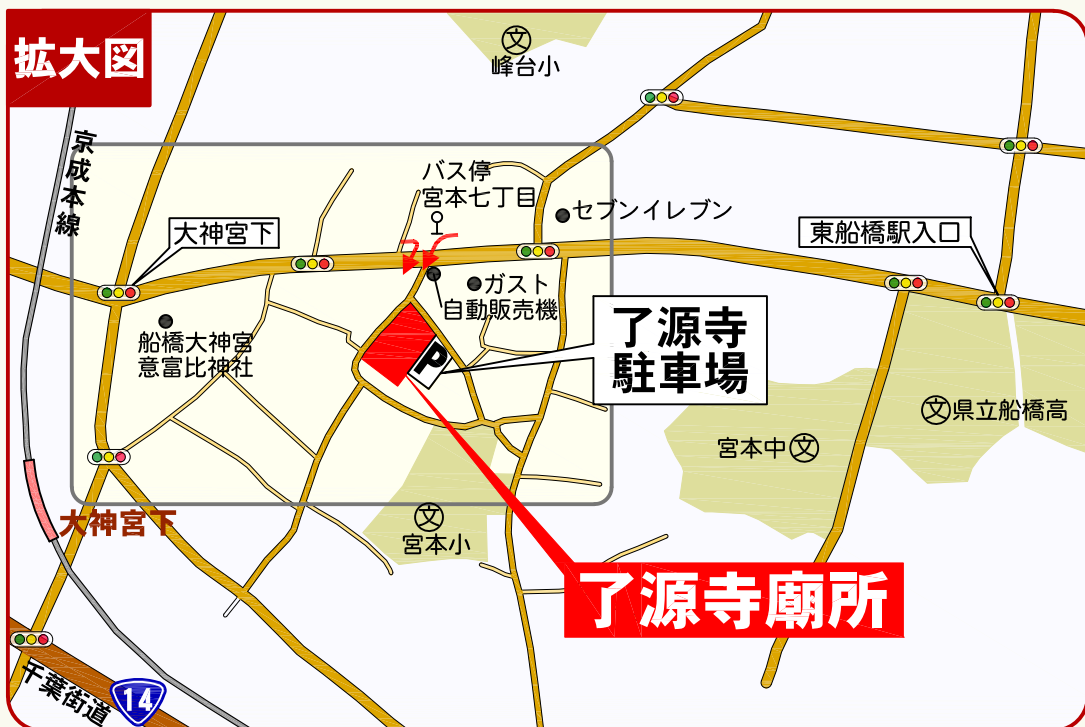 拡大図
峰台小
京成本線
バス停
宮本七丁目
セブンイレブン
大神宮下
東船橋駅入口
ガスト
自動販売機
船橋大神宮
意富比神社
P
了源寺
駐車場
県立船橋高
宮本中
文
文
文
文
大神宮下
宮本小
了源寺廟所
千葉街道
14